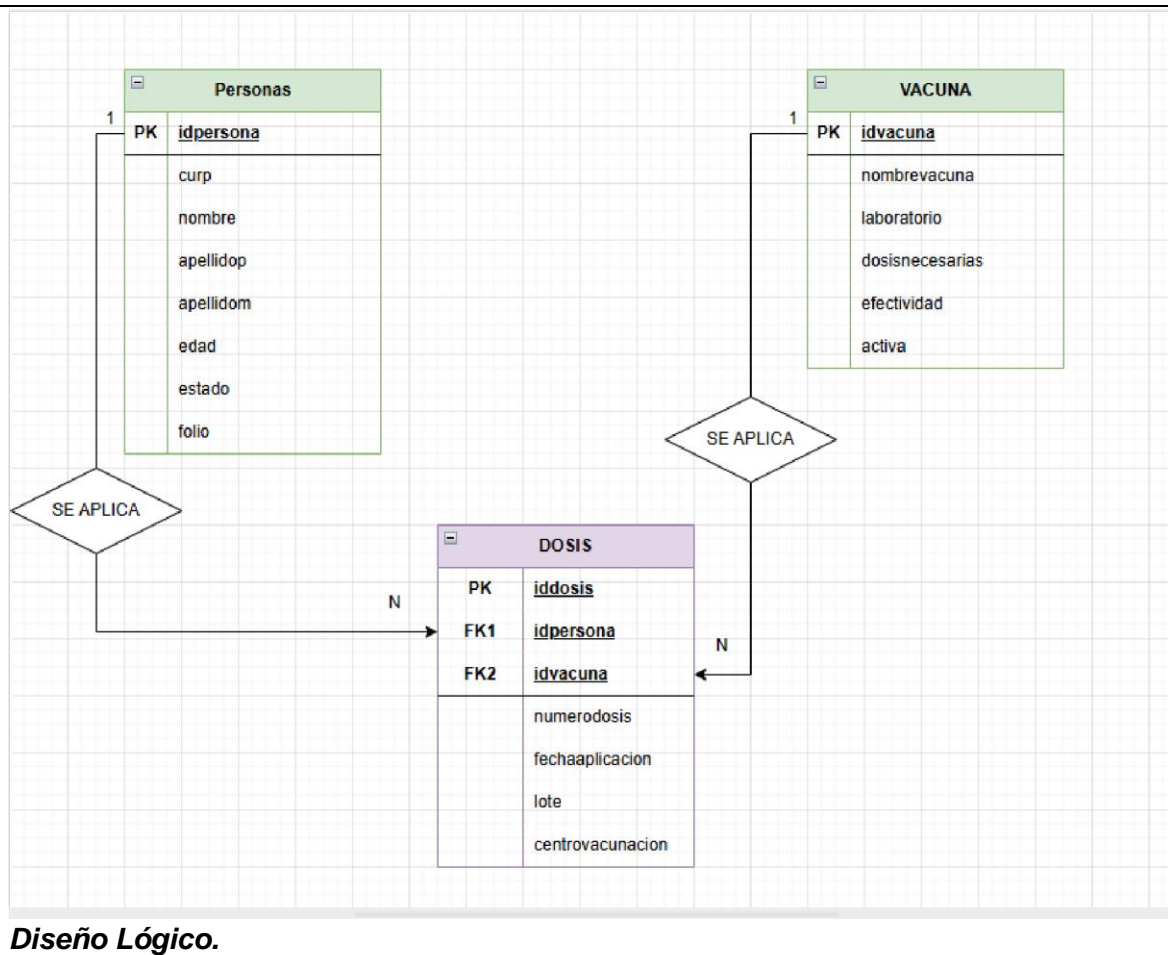 Personas
1
PK idpersona
curp
nombre
apellidop
apellidom
edad
estado
folio
SE APLICA
VACUNA
1
PK idvacuna
nombrevacuna
laboratorio
dosisnecesarias
efectividad
activa
SE APLICA
DOSIS
PK iddosis
N
FK1 idpersona
N
FK2 idvacuna
numerodosis
fechaaplicacion
lote
centrovacunacion
Diseño Lógico.